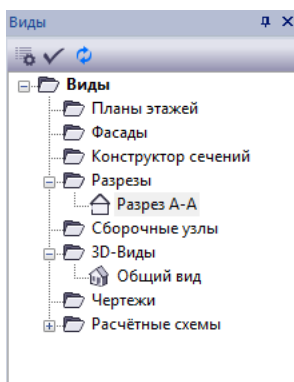 Виды
Виды
Планы этажей
Фасады
Конструктор сечений
Разрезы
Разрез А-А
Сборочные узлы
3D-Виды
Общий вид
Чертежи
Расчётные схемы